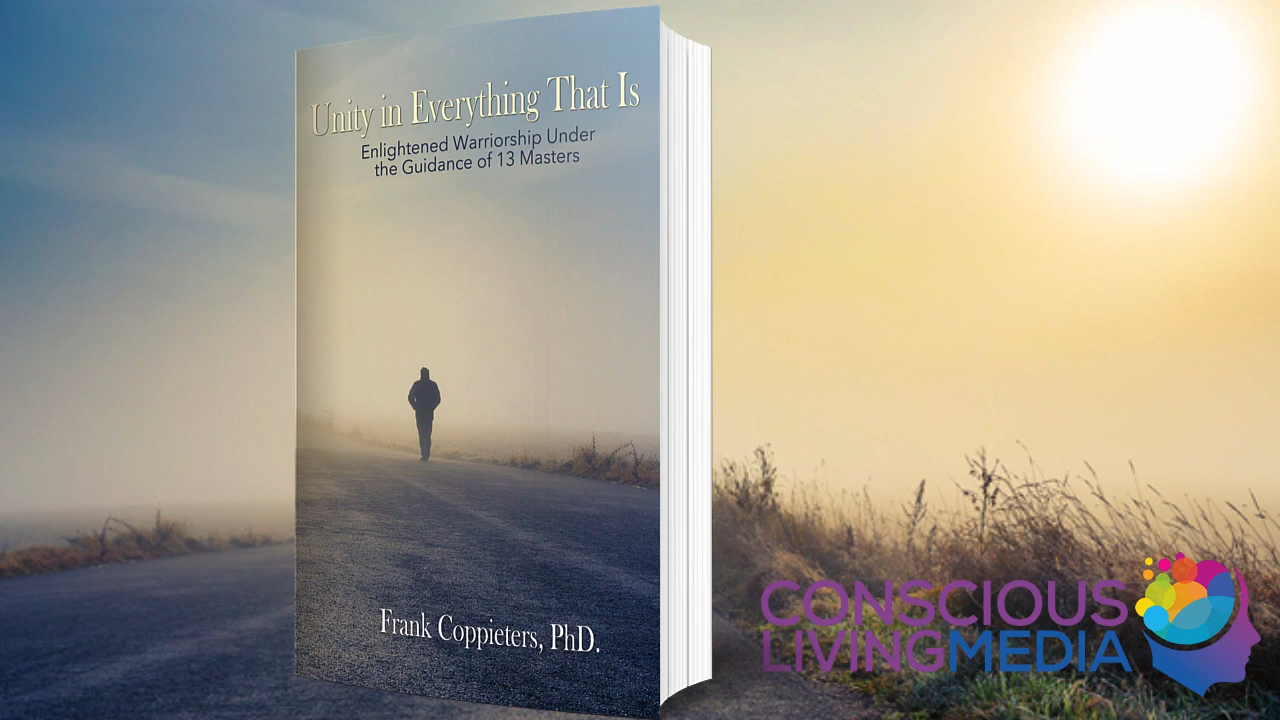 Unity in Everything That Is
Enlightened Warriorship Under
the Guidance of 13 Masters
Frank Coppieters, PhD.
CONSCIOUS
LIVINGMEDIA